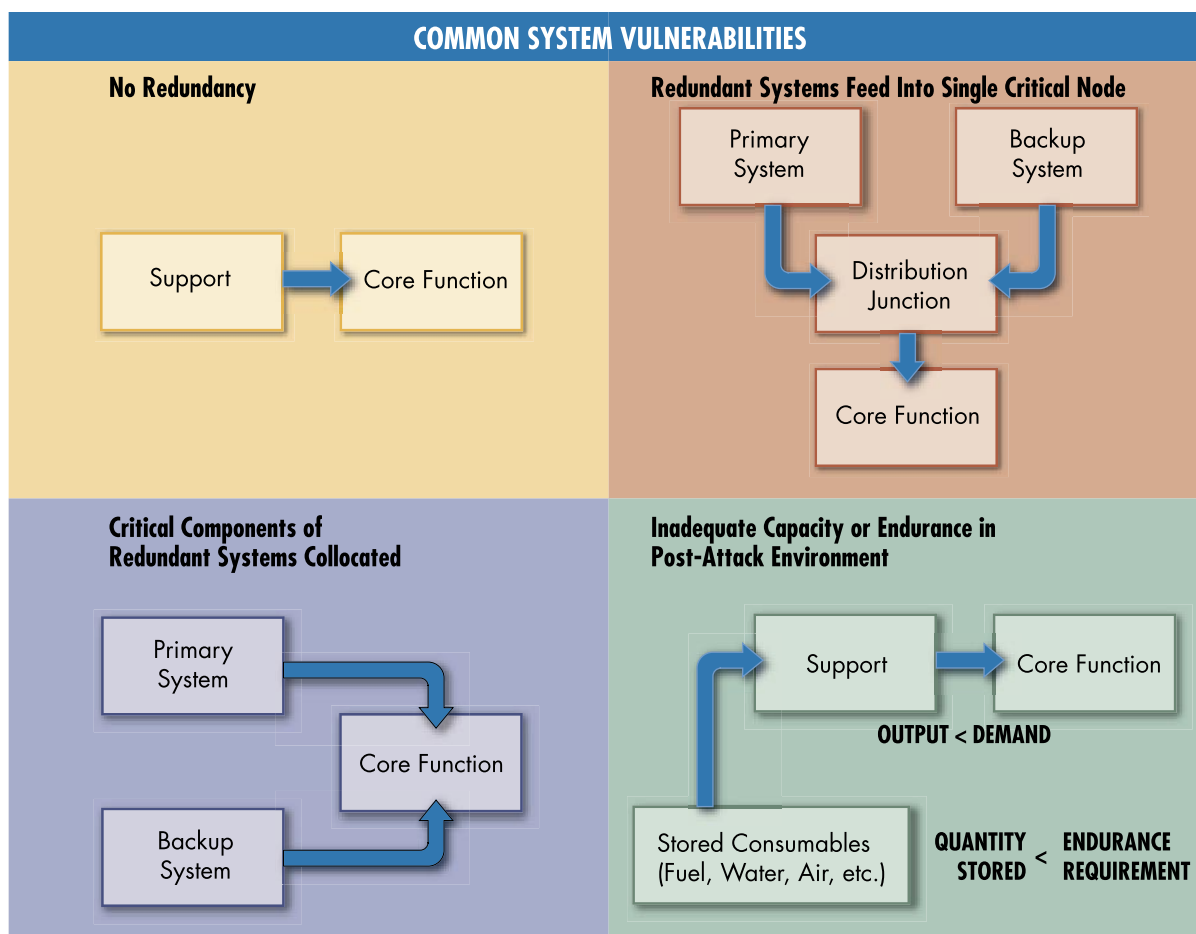 COMMON SYSTEM VULNERABILITIES
No Redundancy
Support
Core Function
Redundant Systems Feed Into Single Critical Node
Primary
System
Backup
System
Distribution
Junction
Core Function
Critical Components of
Redundant Systems Collocated
Primary
System
Core Function
Backup
System
Inadequate Capacity or Endurance in
Post-Attack Environment
Support
Core Function
OUTPUT < DEMAND
Stored Consumables
(Fuel, Water, Air, etc.)
QUANTITY
STORED
<
ENDURANCE
REQUIREMENT